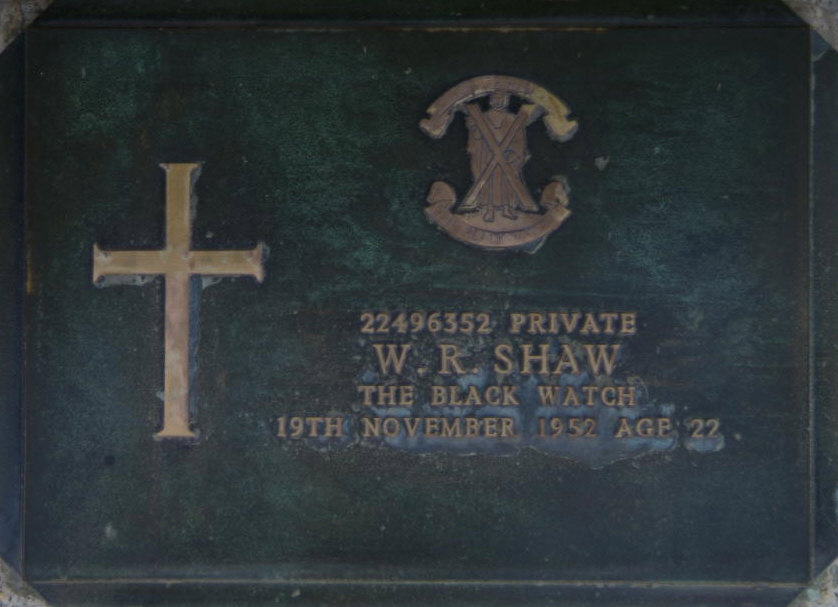 22496352 PRIVATE
W. R. SHAW
THE BLACK WATCH
19TH NOVEMBER 1952 AGE 22